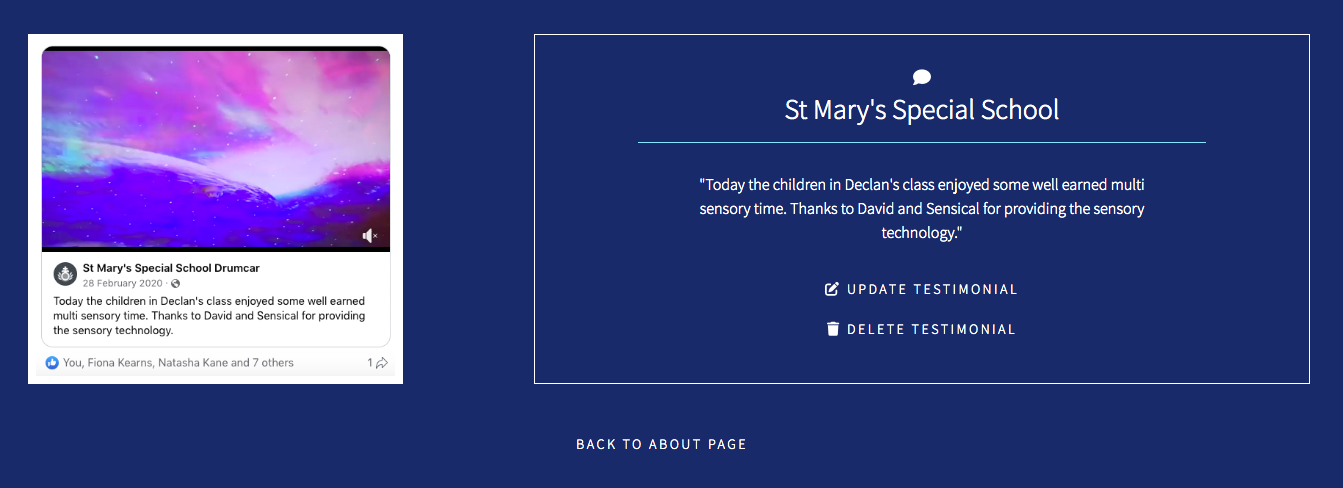 St Mary's Special School Drumcar
28 February 2020 ·
Today the children in Declan's class enjoyed some well earned
multi sensory time. Thanks to David and Sensical for providing
the sensory technology.
You, Fiona Kearns, Natasha Kane and 7 others
1
St Mary's Special School
"Today the children in Declan's class enjoyed some well earned multi
sensory time. Thanks to David and Sensical for providing the sensory
technology."
UPDATE TESTIMONIAL
DELETE TESTIMONIAL
BACK TO ABOUT PAGE